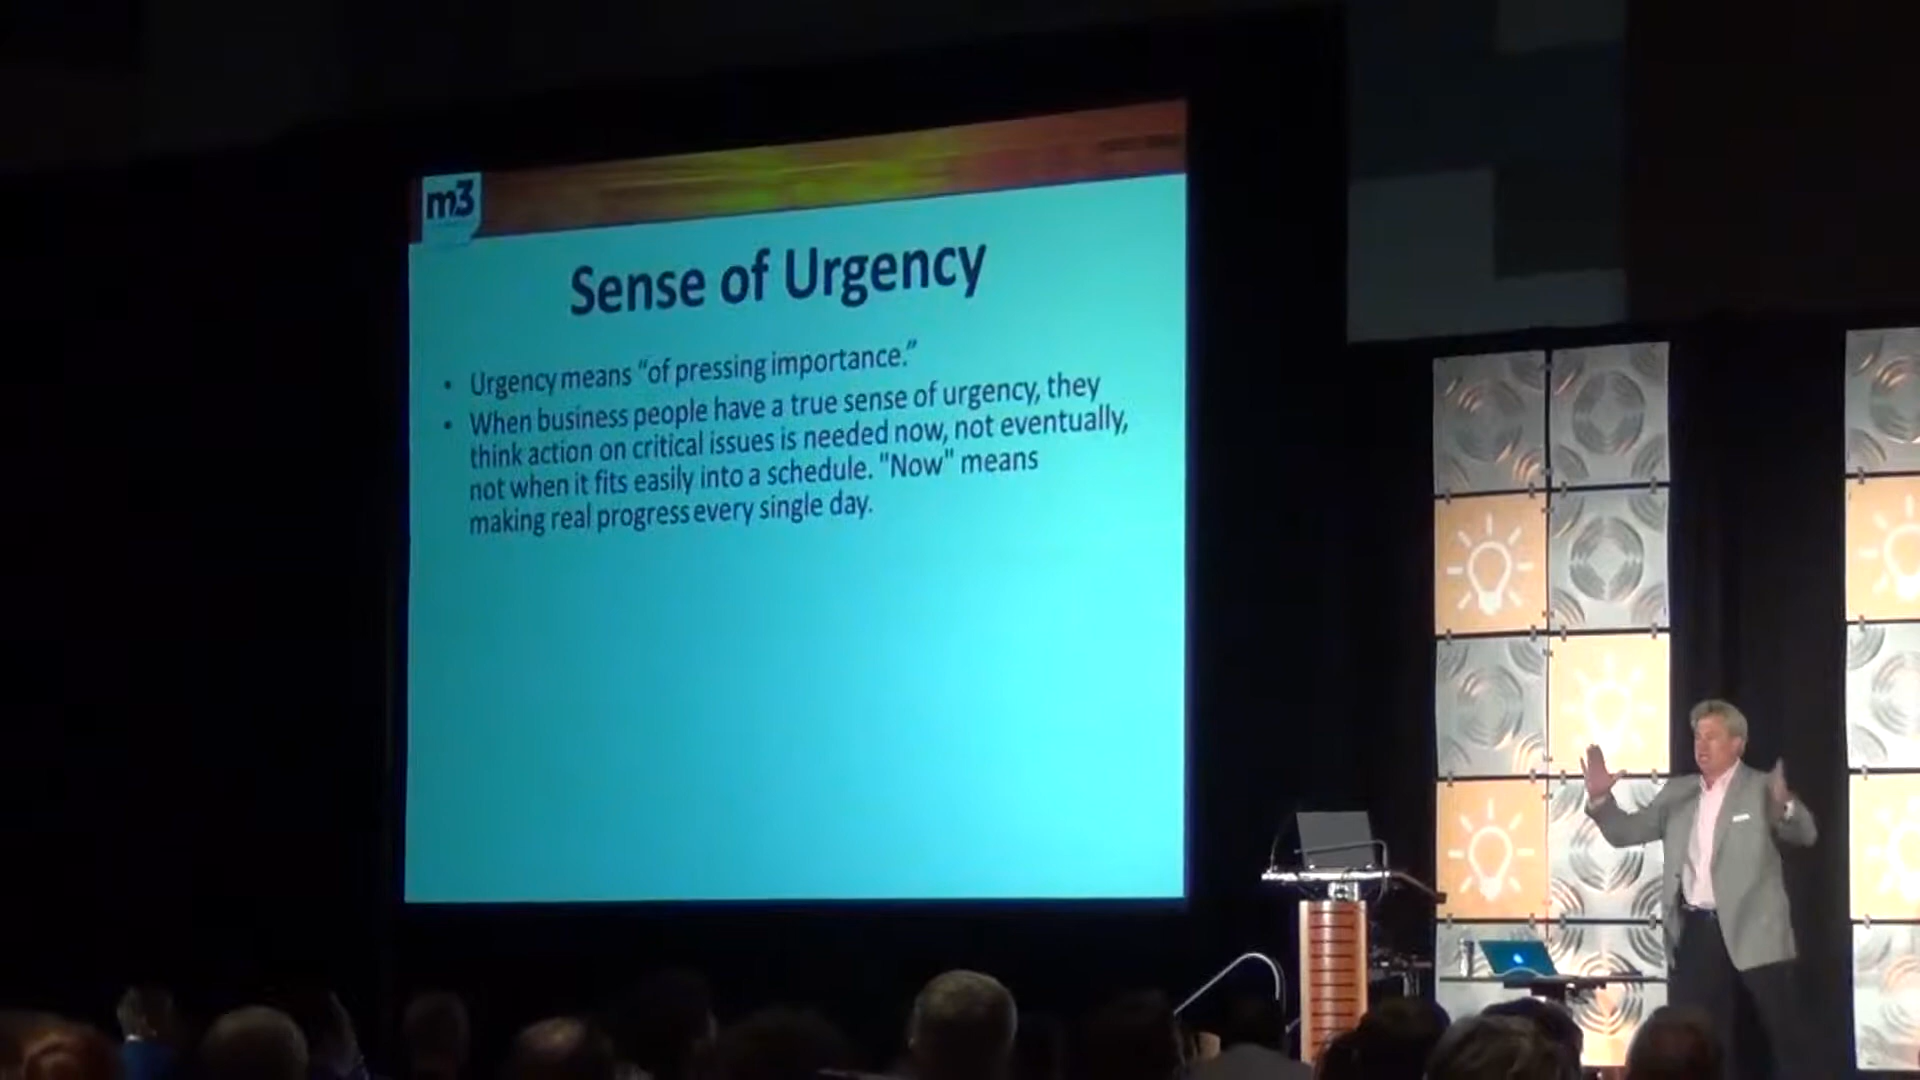 m3
Sense of Urgency
• Urgency means “of pressing importance.”
• When business people have a true sense of urgency, they
think action on critical issues is needed now, not eventually,
not when it fits easily into a schedule. "Now" means
making real progress every single day.